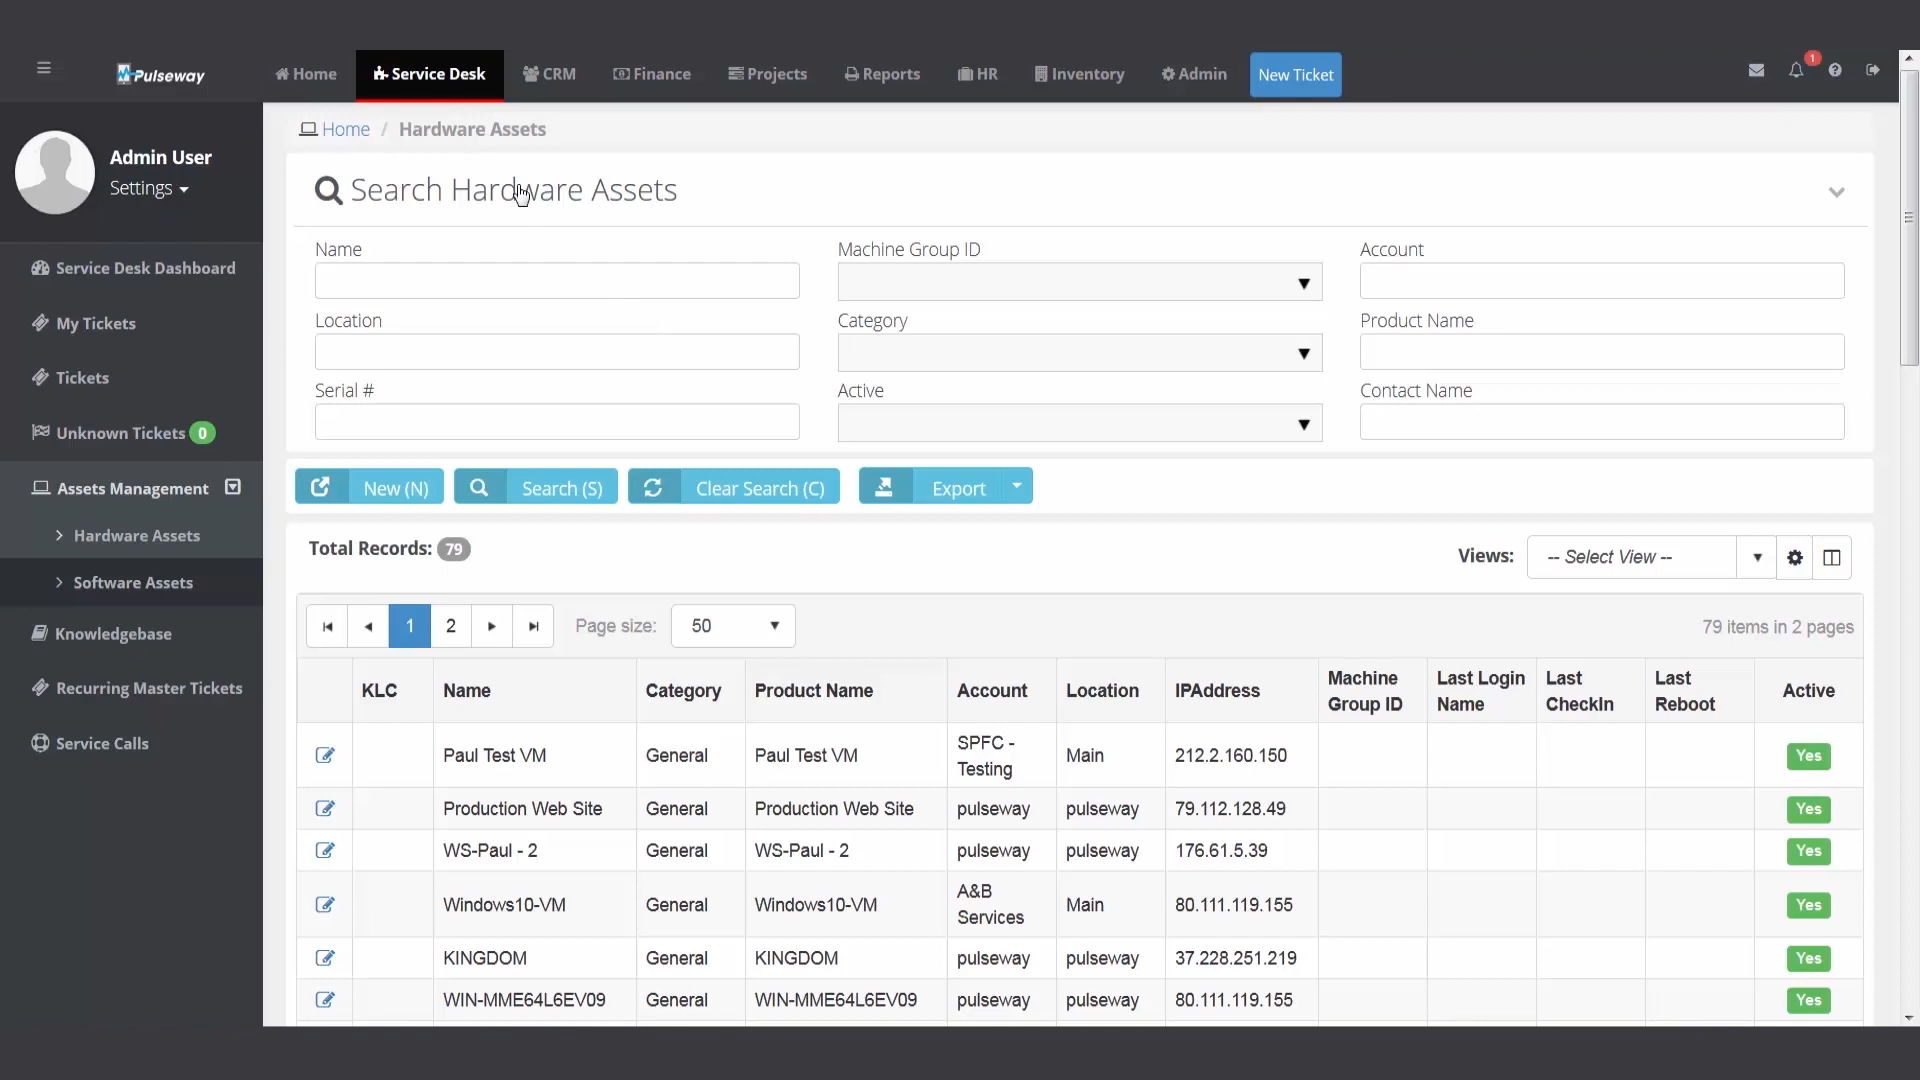 Pulseway
Home
Service Desk
CRM
Finance
Projects
Reports
HR
Inventory
Admin
New Ticket
1
Admin User
Settings
Service Desk Dashboard
My Tickets
Tickets
Unknown Tickets 0
Assets Management
Hardware Assets
Software Assets
Knowledgebase
Recurring Master Tickets
Service Calls
Home / Hardware Assets
Search Hardware Assets
Name Machine Group ID Account
Location Category Product Name
Serial # Active Contact Name
New (N) Search (S) Clear Search (C) Export
Total Records: 79
Views: -- Select View --
1 2 Page size: 50 79 items in 2 pages
KLC Name Category Product Name Account Location IPAddress Machine Group ID Last Login Name Last CheckIn Last Reboot Active
Paul Test VM General Paul Test VM SPFC - Testing Main 212.2.160.150 Yes
Production Web Site General Production Web Site pulseway pulseway 79.112.128.49 Yes
WS-Paul - 2 General WS-Paul - 2 pulseway pulseway 176.61.5.39 Yes
Windows10-VM General Windows10-VM A&B Services Main 80.111.119.155 Yes
KINGDOM General KINGDOM pulseway pulseway 37.228.251.219 Yes
WIN-MME64L6EV09 General WIN-MME64L6EV09 pulseway pulseway 80.111.119.155 Yes